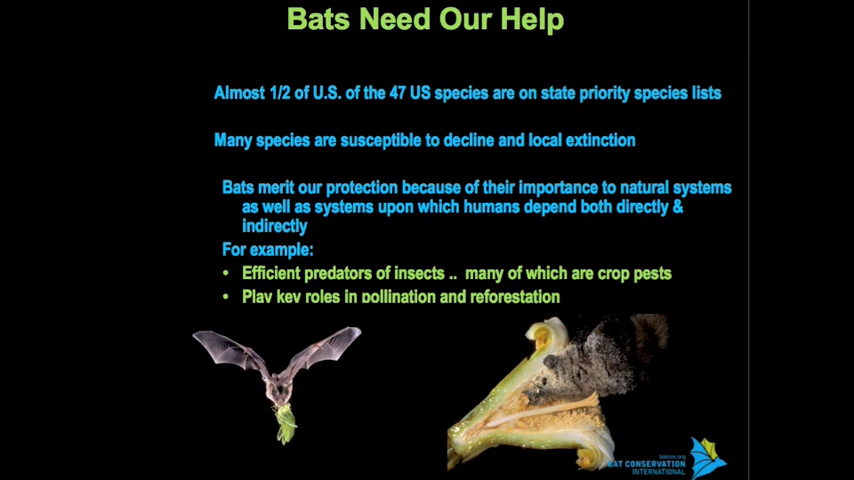 Bats Need Our Help
Almost 1/2 of U.S. of the 47 US species are on state priority species lists
Many species are susceptible to decline and local extinction
Bats merit our protection because of their importance to natural systems
as well as systems upon which humans depend both directly &
indirectly
For example:
• Efficient predators of insects .. many of which are crop pests
• Play key roles in pollination and reforestation
batcon.org
BAT CONSERVATION
INTERNATIONAL